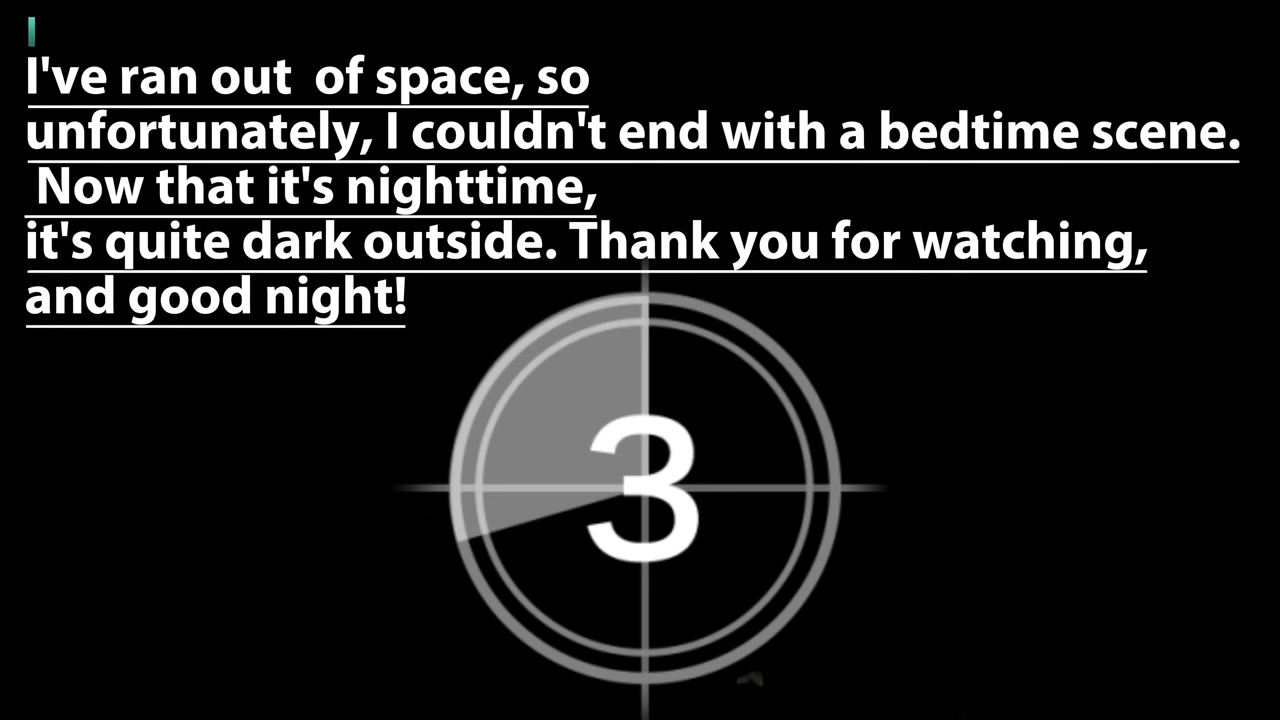 I've ran out  of space, so
unfortunately, I couldn't end with a bedtime scene.
Now that it's nighttime,
it's quite dark outside. Thank you for watching,
and good night!
3